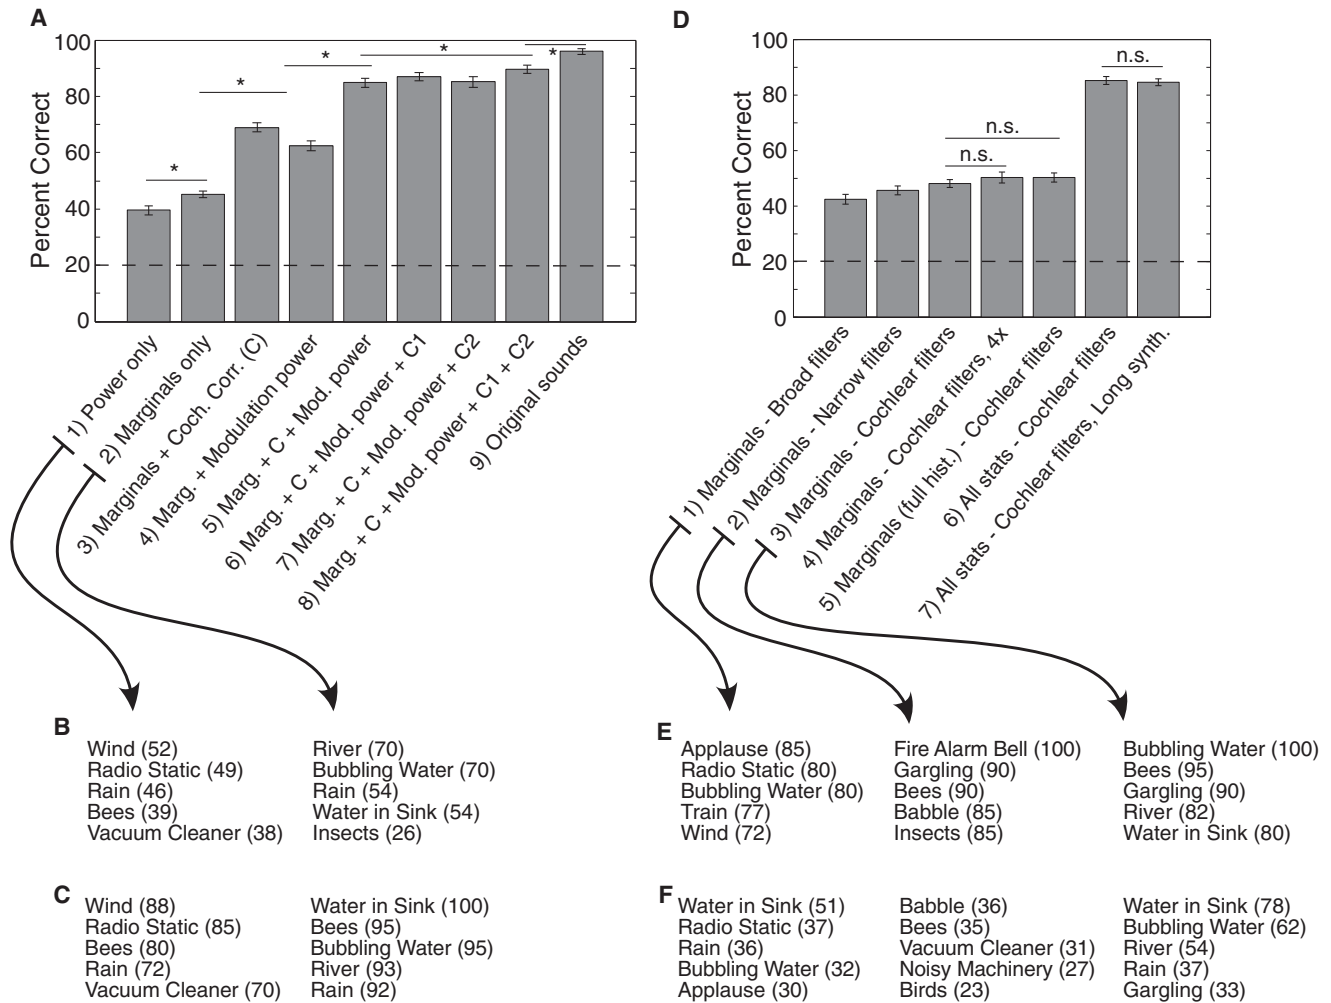 A
Percent Correct
100
80
60
40
20
0
*
*
*
*
*
1) Power only
2) Marginals only
3) Marginals + Coch. Corr. (C)
4) Marg. + Modulation power
5) Marg. + C + Mod. power
6) Marg. + C + Mod. power + C1
7) Marg. + C + Mod. power + C2
8) Marg. + C + Mod. power + C1 + C2
9) Original sounds
B
Wind (52)
Radio Static (49)
Rain (46)
Bees (39)
Vacuum Cleaner (38)
River (70)
Bubbling Water (70)
Rain (54)
Water in Sink (54)
Insects (26)
C
Wind (88)
Radio Static (85)
Bees (80)
Rain (72)
Vacuum Cleaner (70)
Water in Sink (100)
Bees (95)
Bubbling Water (95)
River (93)
Rain (92)
D
Percent Correct
100
80
60
40
20
0
n.s.
n.s.
n.s.
1) Marginals - Broad filters
2) Marginals - Narrow filters
3) Marginals - Cochlear filters
4) Marginals - Cochlear filters, 4x
5) Marginals (full hist.) - Cochlear filters
6) All stats - Cochlear filters
7) All stats - Cochlear filters, Long synth.
E
Applause (85)
Radio Static (80)
Bubbling Water (80)
Train (77)
Wind (72)
Fire Alarm Bell (100)
Gargling (90)
Bees (90)
Babble (85)
Insects (85)
Bubbling Water (100)
Bees (95)
Gargling (90)
River (82)
Water in Sink (80)
F
Water in Sink (51)
Radio Static (37)
Rain (36)
Bubbling Water (32)
Applause (30)
Babble (36)
Bees (35)
Vacuum Cleaner (31)
Noisy Machinery (27)
Birds (23)
Water in Sink (78)
Bubbling Water (62)
River (54)
Rain (37)
Gargling (33)